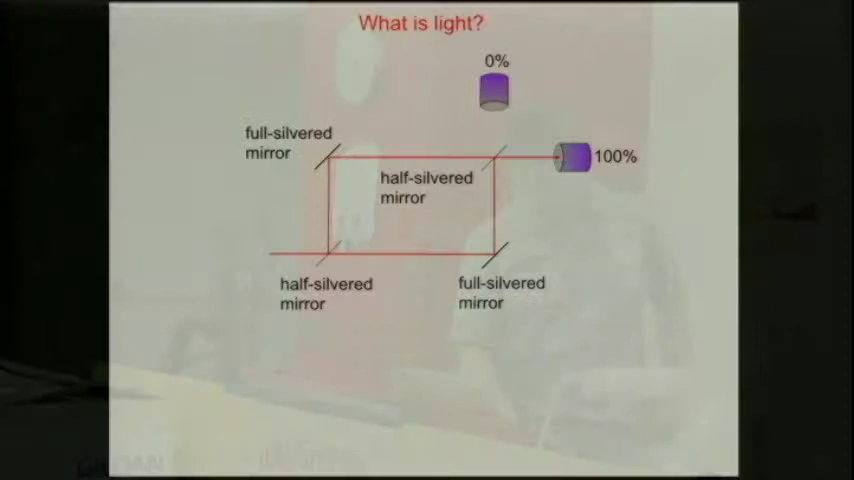 What is light?
0%
full-silvered
mirror
100%
half-silvered
mirror
half-silvered
mirror
full-silvered
mirror